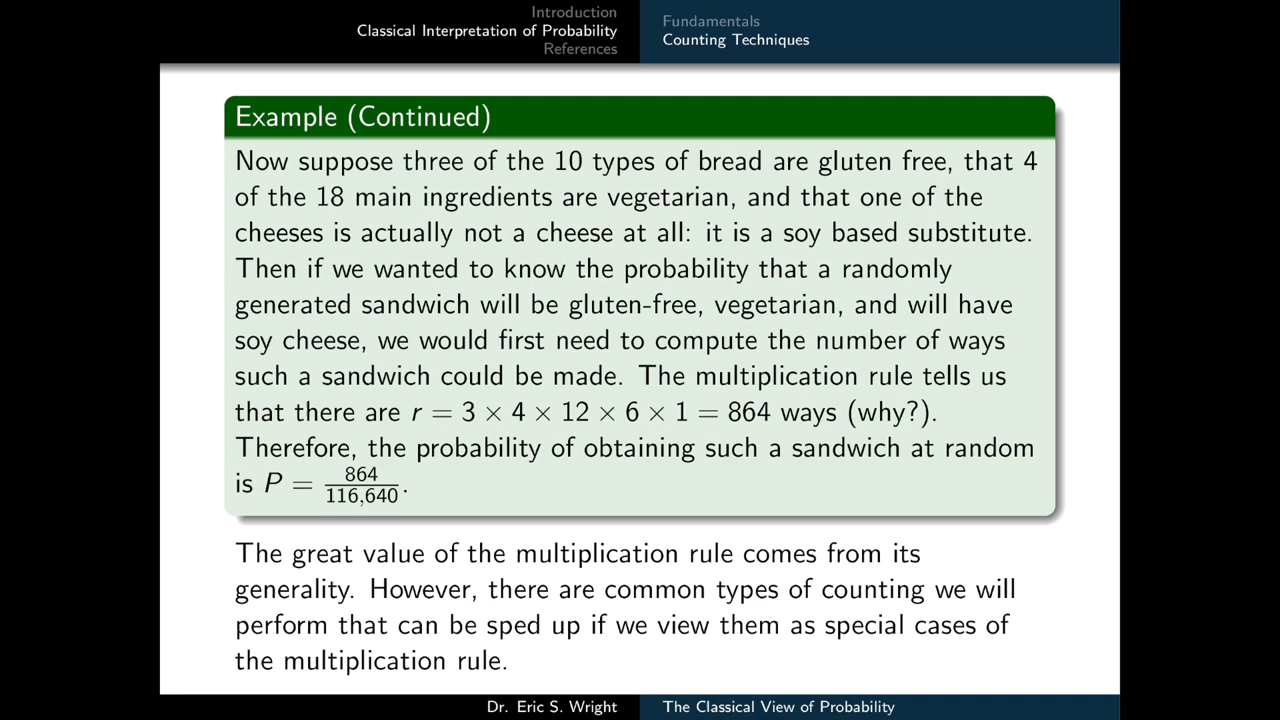 Introduction
Classical Interpretation of Probability
References
Fundamentals
Counting Techniques
Example (Continued)
Now suppose three of the 10 types of bread are gluten free, that 4
of the 18 main ingredients are vegetarian, and that one of the
cheeses is actually not a cheese at all: it is a soy based substitute.
Then if we wanted to know the probability that a randomly
generated sandwich will be gluten-free, vegetarian, and will have
soy cheese, we would first need to compute the number of ways
such a sandwich could be made. The multiplication rule tells us
that there are r = 3 × 4 × 12 × 6 × 1 = 864 ways (why?).
Therefore, the probability of obtaining such a sandwich at random
is P = 864/116,640.
The great value of the multiplication rule comes from its
generality. However, there are common types of counting we will
perform that can be sped up if we view them as special cases of
the multiplication rule.
Dr. Eric S. Wright
The Classical View of Probability